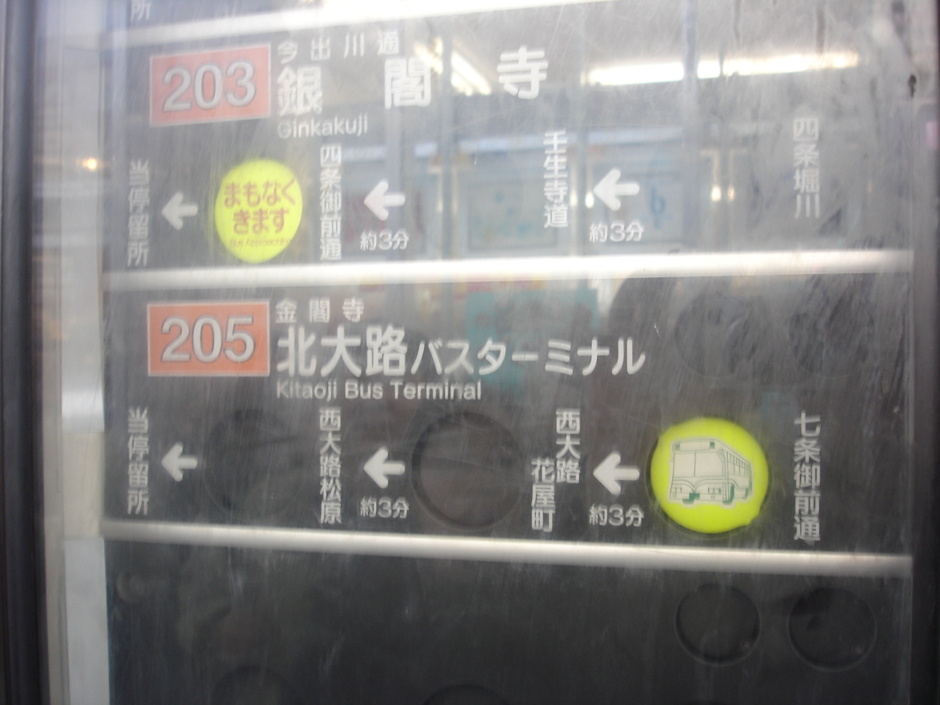 所
203
今出川通
銀閣寺
Ginkakuji
当停留所
まもなく
きます
四条御前通
約3分
壬生寺道
約3分
四条堀川
205
金閣寺
北大路バスターミナル
Kitaoji Bus Terminal
当停留所
西大路松原
約3分
西大路
花屋町
約3分
七条御前通